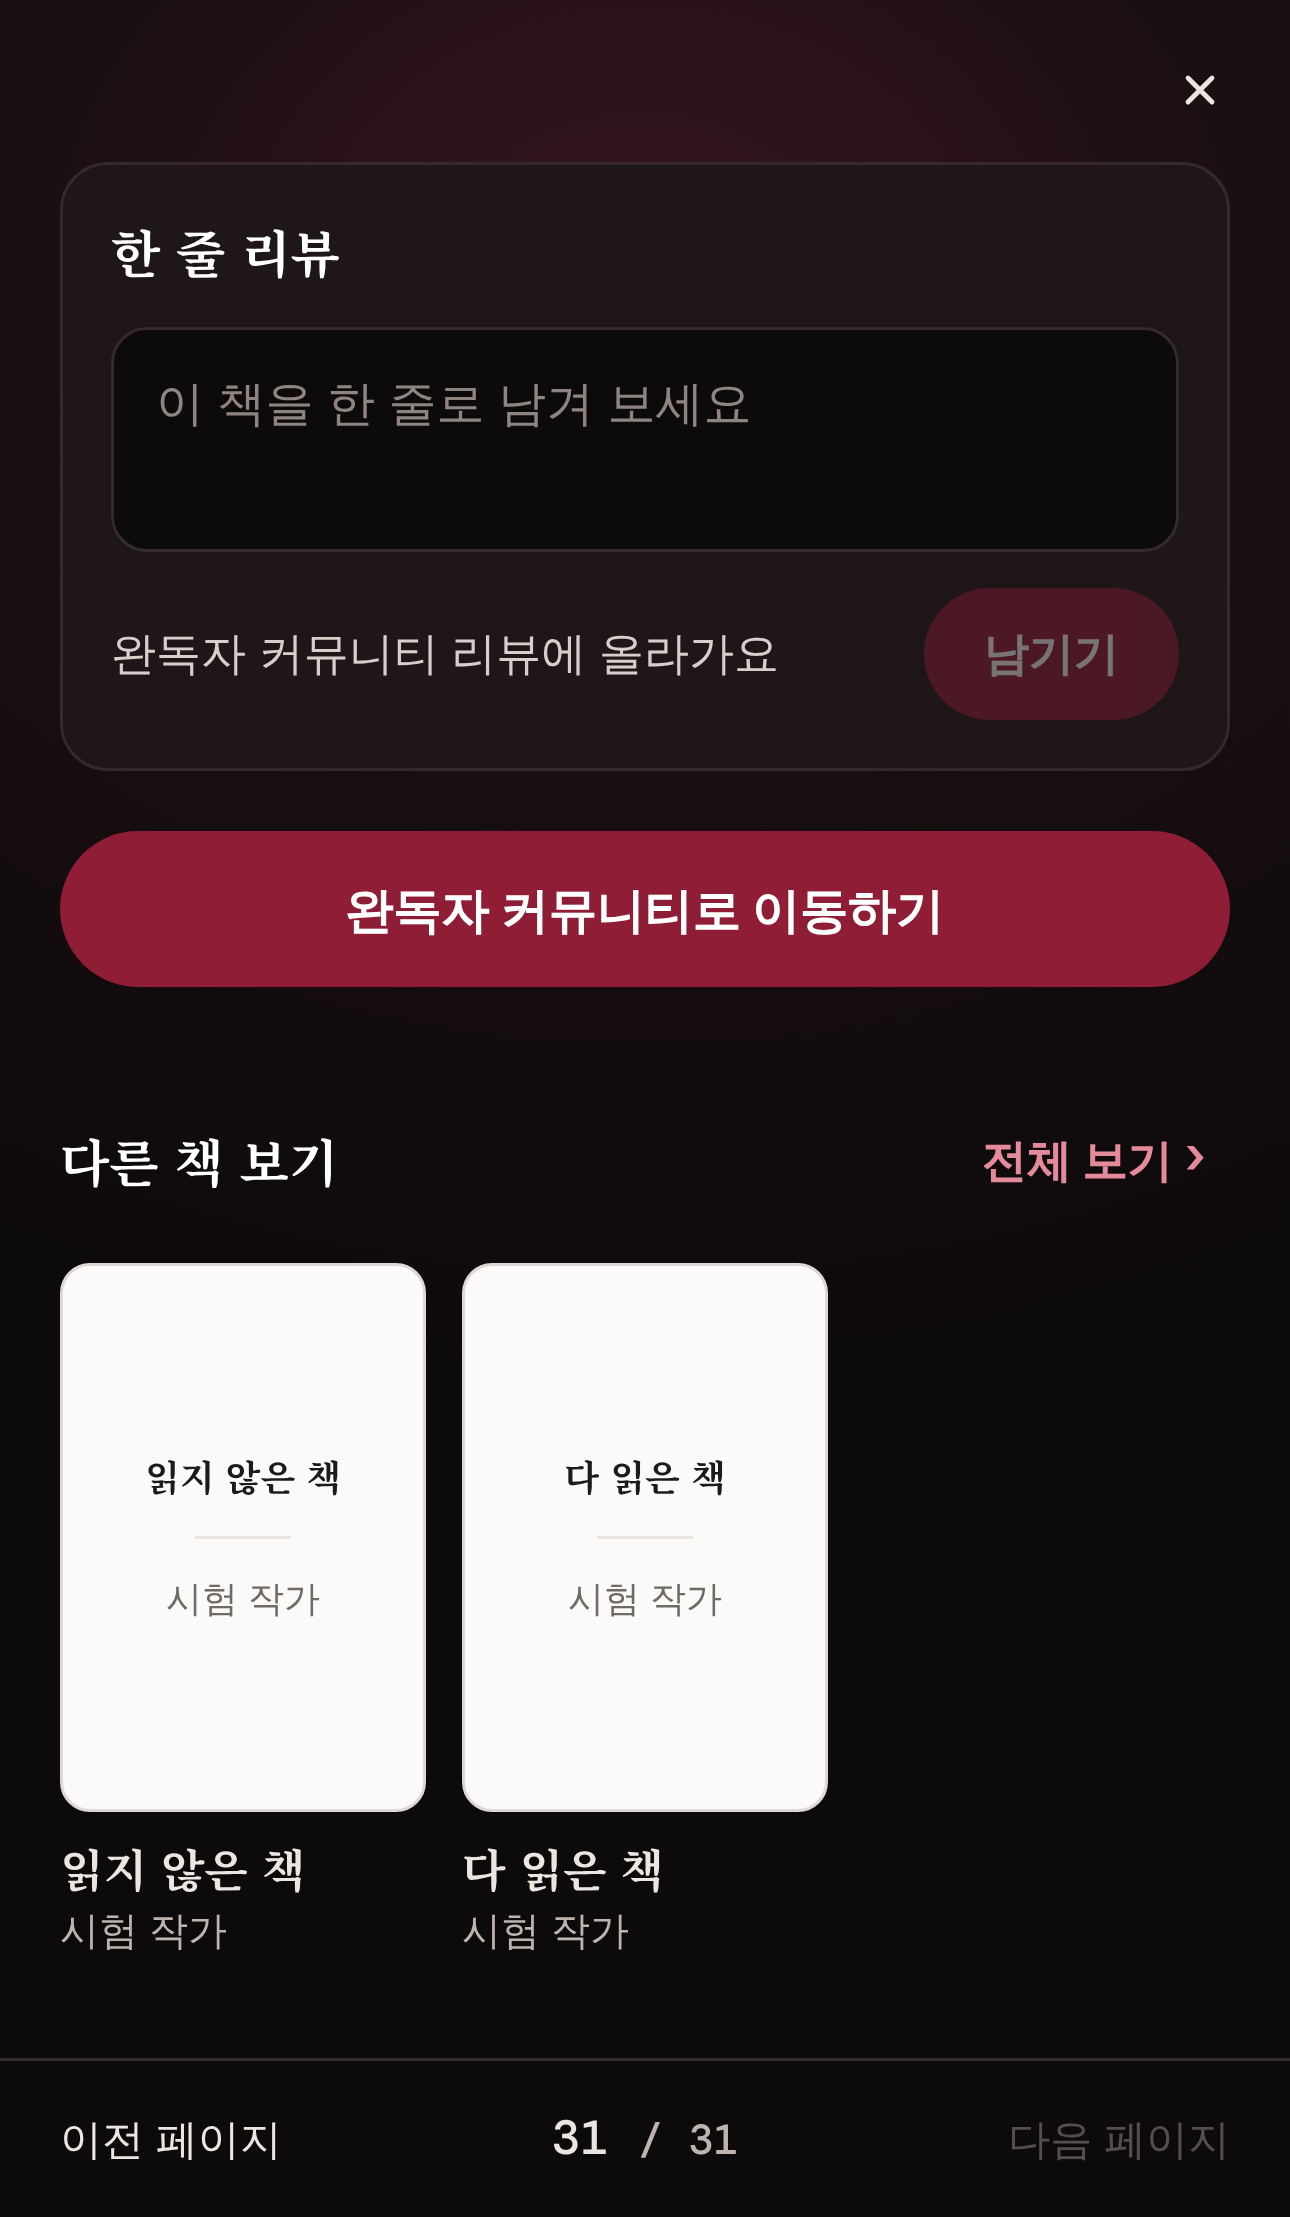 한 줄 리뷰
이 책을 한 줄로 남겨 보세요
완독자 커뮤니티 리뷰에 올라가요
남기기
완독자 커뮤니티로 이동하기
다른 책 보기
전체 보기 ›
읽지 않은 책
시험 작가
다 읽은 책
시험 작가
읽지 않은 책
시험 작가
다 읽은 책
시험 작가
이전 페이지
31 / 31
다음 페이지